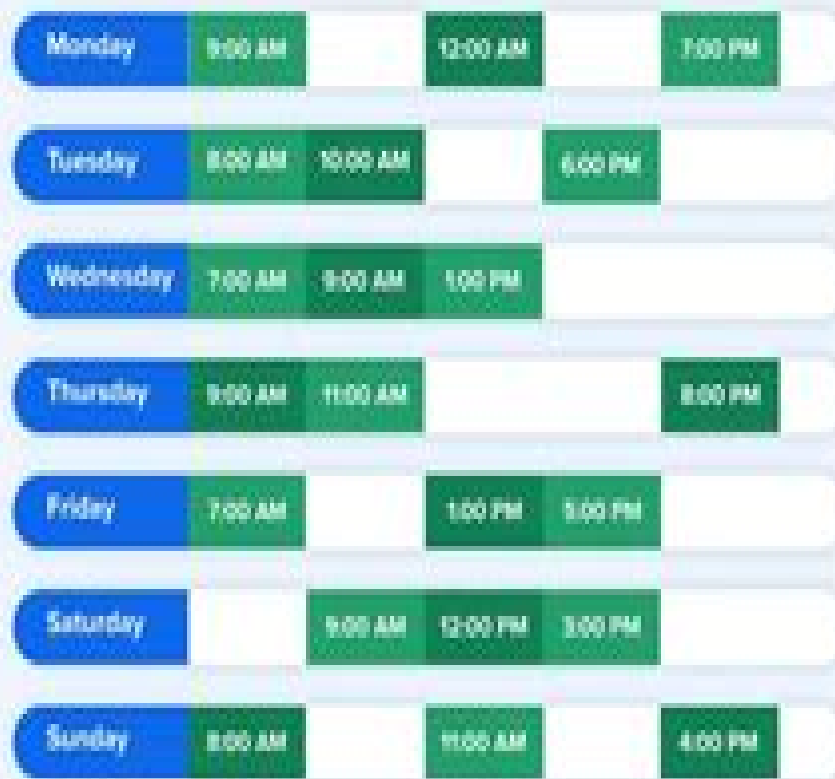 Monday 9:00 AM 12:00 AM 7:00 PM
Tuesday 8:00 AM 10:00 AM 6:00 PM
Wednesday 7:00 AM 9:00 AM 1:00 PM
Thursday 9:00 AM 11:00 AM 8:00 PM
Friday 7:00 AM 1:00 PM 5:00 PM
Saturday 9:00 AM 12:00 PM 3:00 PM
Sunday 8:00 AM 11:00 AM 4:00 PM